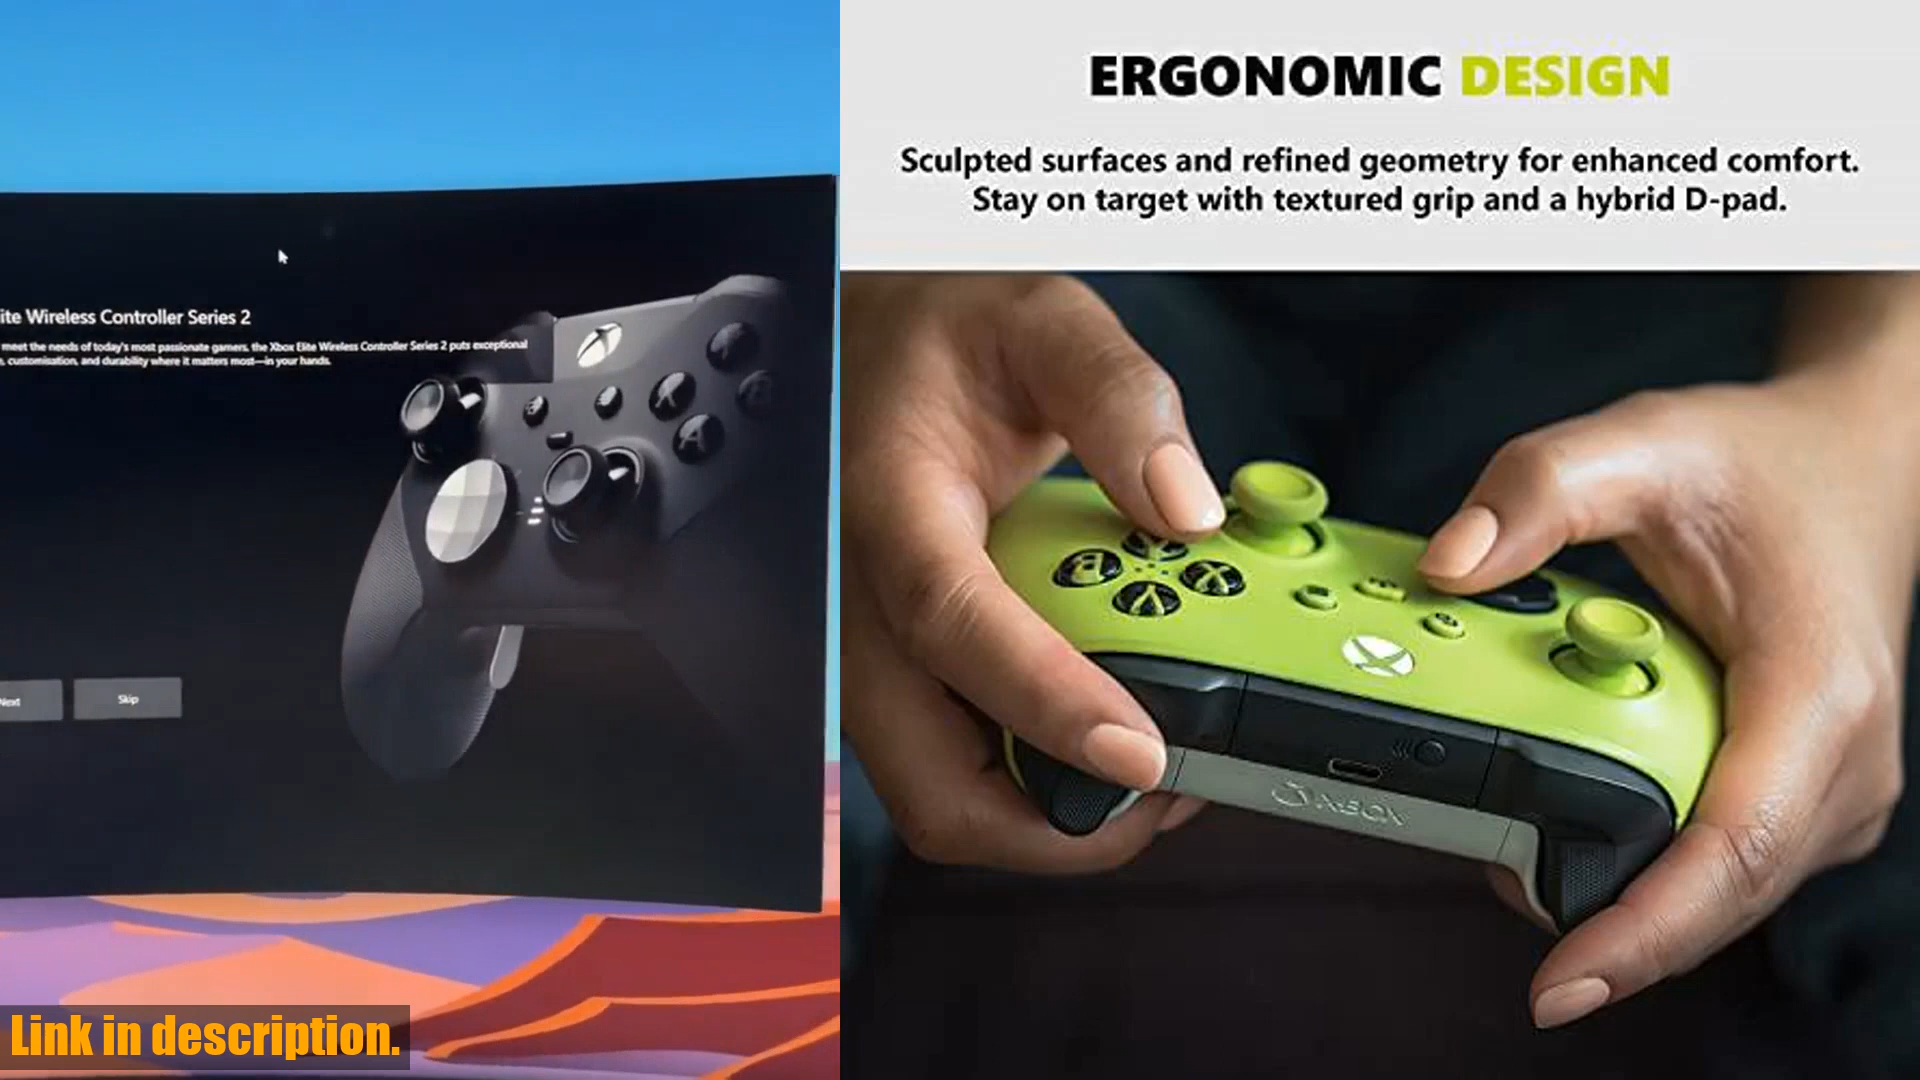 ite Wireless Controller Series 2
meet the needs of today's most passionate gamers, the Xbox Elite Wireless Controller Series 2 puts exceptional
customisation, and durability where it matters most—in your hands.
Next
Skip
Link in description.
ERGONOMIC DESIGN
Sculpted surfaces and refined geometry for enhanced comfort.
Stay on target with textured grip and a hybrid D-pad.
X
A
B
Y
B
X
A
XBOX